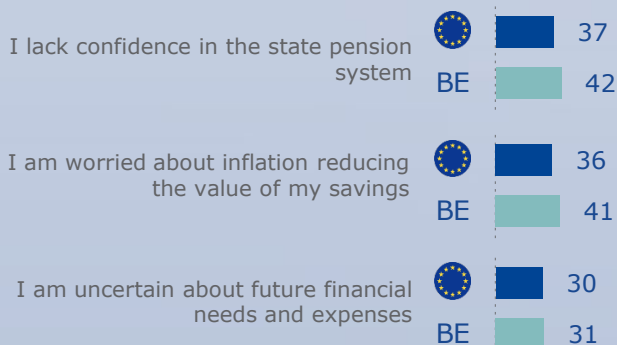 I lack confidence in the state pension
system
37
BE 42
I am worried about inflation reducing
the value of my savings
36
BE 41
I am uncertain about future financial
needs and expenses
30
BE 31